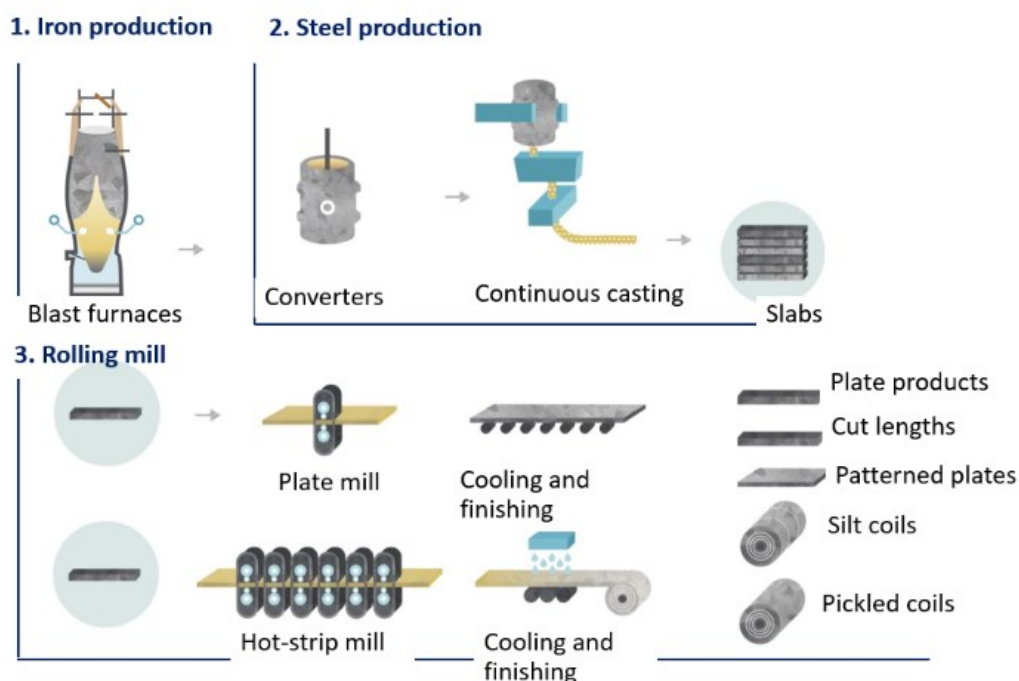 1. Iron production
2. Steel production
Blast furnaces
Converters
Continuous casting
Slabs
3. Rolling mill
Plate mill
Cooling and
finishing
Plate products
Cut lengths
Patterned plates
Silt coils
Pickled coils
Hot-strip mill
Cooling and
finishing